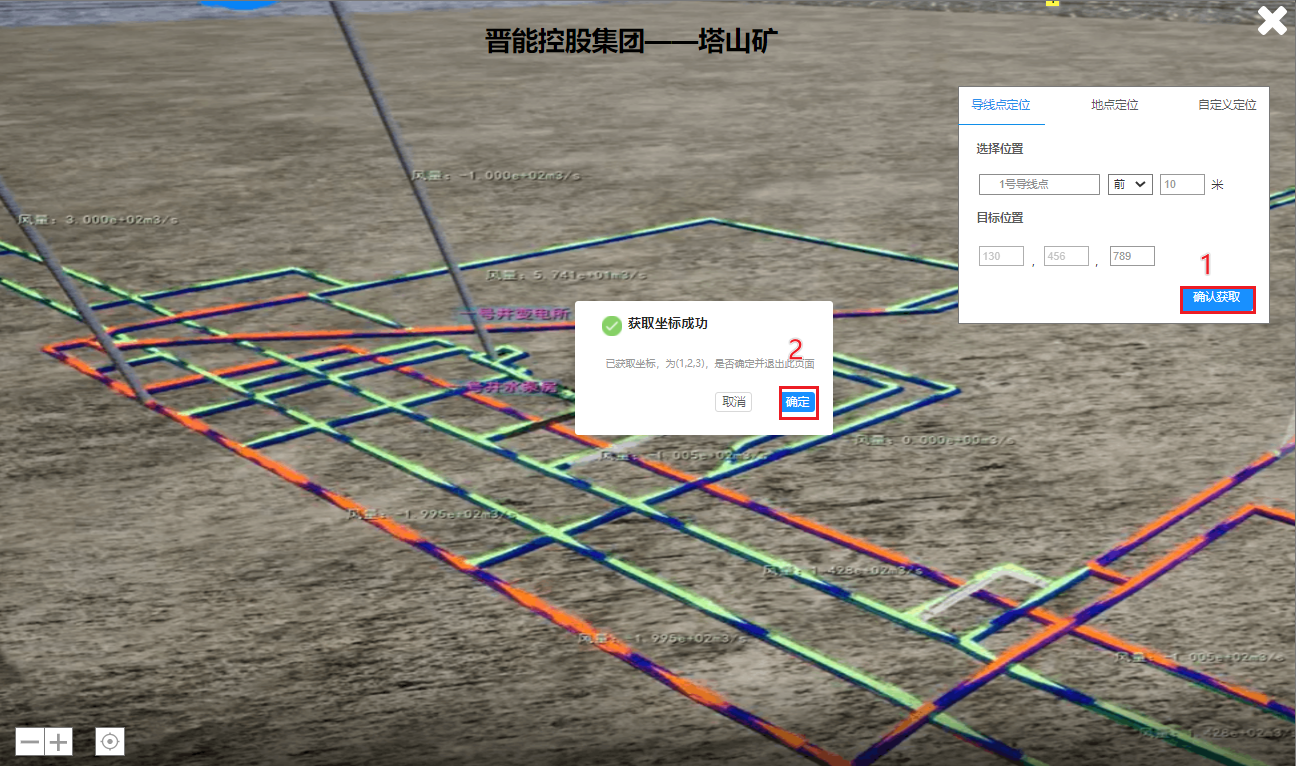 晋能控股集团——塔山矿
导线点定位 地点定位 自定义定位
选择位置
1号导线点 前 10 米
目标位置
130 , 456 , 789
1
确认获取
风量: -1.000e+02m3/s
风量: 3.000e+02m3/s
风量: 5.741e+01m3/s
一号井变电所
获取坐标成功
2
已获取坐标，为(1,2,3)，是否确定并退出此页面
取消 确定
号井水泵房
风量: 0.000e+00m3/s
风量: -1.005e+02m3/s
风量: -1.995e+02m3/s
风量: 1.428e+02m3/s
风量: -1.995e+02m3/s
风量: -1.005e+02m3/s
风量: 1.428e+02m3/s